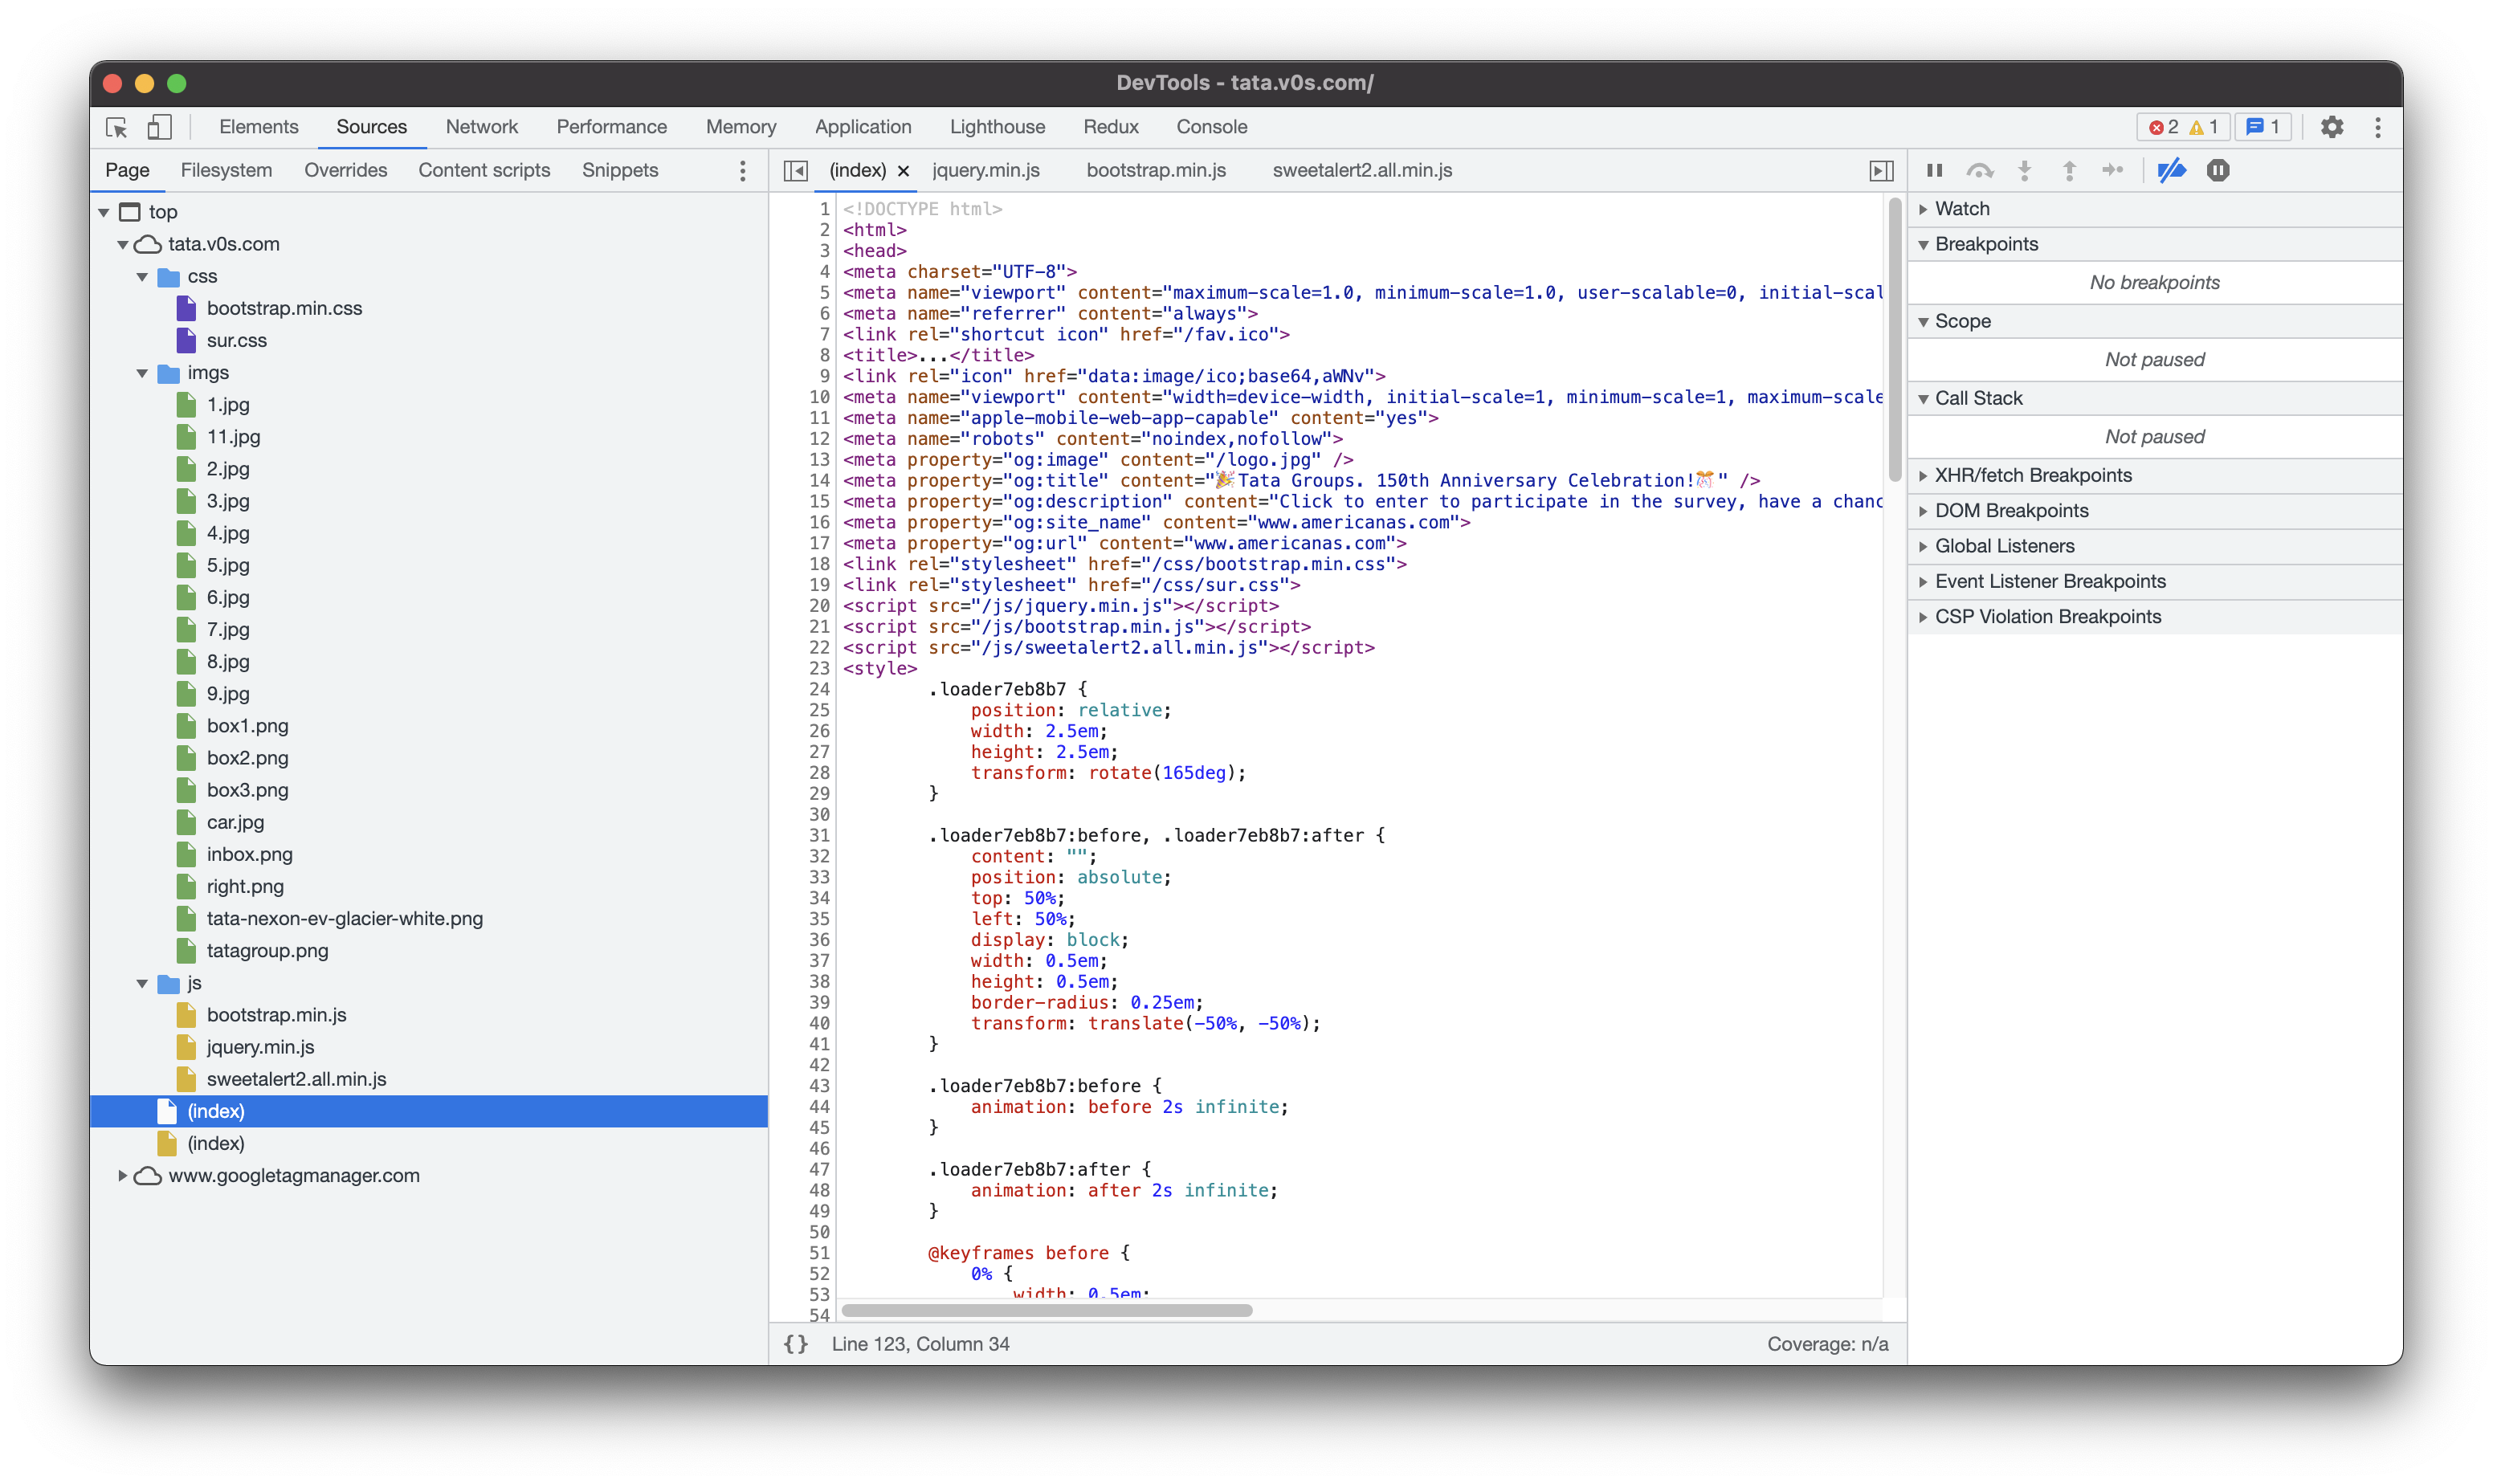 DevTools - tata.v0s.com/
Elements Sources Network Performance Memory Application Lighthouse Redux Console 2 1 1
Page Filesystem Overrides Content scripts Snippets
top
tata.v0s.com
css
bootstrap.min.css
sur.css
imgs
1.jpg
11.jpg
2.jpg
3.jpg
4.jpg
5.jpg
6.jpg
7.jpg
8.jpg
9.jpg
box1.png
box2.png
box3.png
car.jpg
inbox.png
right.png
tata-nexon-ev-glacier-white.png
tatagroup.png
js
bootstrap.min.js
jquery.min.js
sweetalert2.all.min.js
(index)
(index)
www.googletagmanager.com
(index) jquery.min.js bootstrap.min.js sweetalert2.all.min.js
1 <!DOCTYPE html>
2 <html>
3 <head>
4 <meta charset="UTF-8">
5 <meta name="viewport" content="maximum-scale=1.0, minimum-scale=1.0, user-scalable=0, initial-scal
6 <meta name="referrer" content="always">
7 <link rel="shortcut icon" href="/fav.ico">
8 <title>...</title>
9 <link rel="icon" href="data:image/ico;base64,aWNv">
10 <meta name="viewport" content="width=device-width, initial-scale=1, minimum-scale=1, maximum-scale
11 <meta name="apple-mobile-web-app-capable" content="yes">
12 <meta name="robots" content="noindex,nofollow">
13 <meta property="og:image" content="/logo.jpg" />
14 <meta property="og:title" content="🎉Tata Groups. 150th Anniversary Celebration!🎊" />
15 <meta property="og:description" content="Click to enter to participate in the survey, have a chanc
16 <meta property="og:site_name" content="www.americanas.com">
17 <meta property="og:url" content="www.americanas.com">
18 <link rel="stylesheet" href="/css/bootstrap.min.css">
19 <link rel="stylesheet" href="/css/sur.css">
20 <script src="/js/jquery.min.js"></script>
21 <script src="/js/bootstrap.min.js"></script>
22 <script src="/js/sweetalert2.all.min.js"></script>
23 <style>
24 .loader7eb8b7 {
25 position: relative;
26 width: 2.5em;
27 height: 2.5em;
28 transform: rotate(165deg);
29 }
30
31 .loader7eb8b7:before, .loader7eb8b7:after {
32 content: "";
33 position: absolute;
34 top: 50%;
35 left: 50%;
36 display: block;
37 width: 0.5em;
38 height: 0.5em;
39 border-radius: 0.25em;
40 transform: translate(-50%, -50%);
41 }
42
43 .loader7eb8b7:before {
44 animation: before 2s infinite;
45 }
46
47 .loader7eb8b7:after {
48 animation: after 2s infinite;
49 }
50
51 @keyframes before {
52 0% {
53 width: 0.5em;
54
{} Line 123, Column 34 Coverage: n/a
Watch
Breakpoints
No breakpoints
Scope
Not paused
Call Stack
Not paused
XHR/fetch Breakpoints
DOM Breakpoints
Global Listeners
Event Listener Breakpoints
CSP Violation Breakpoints